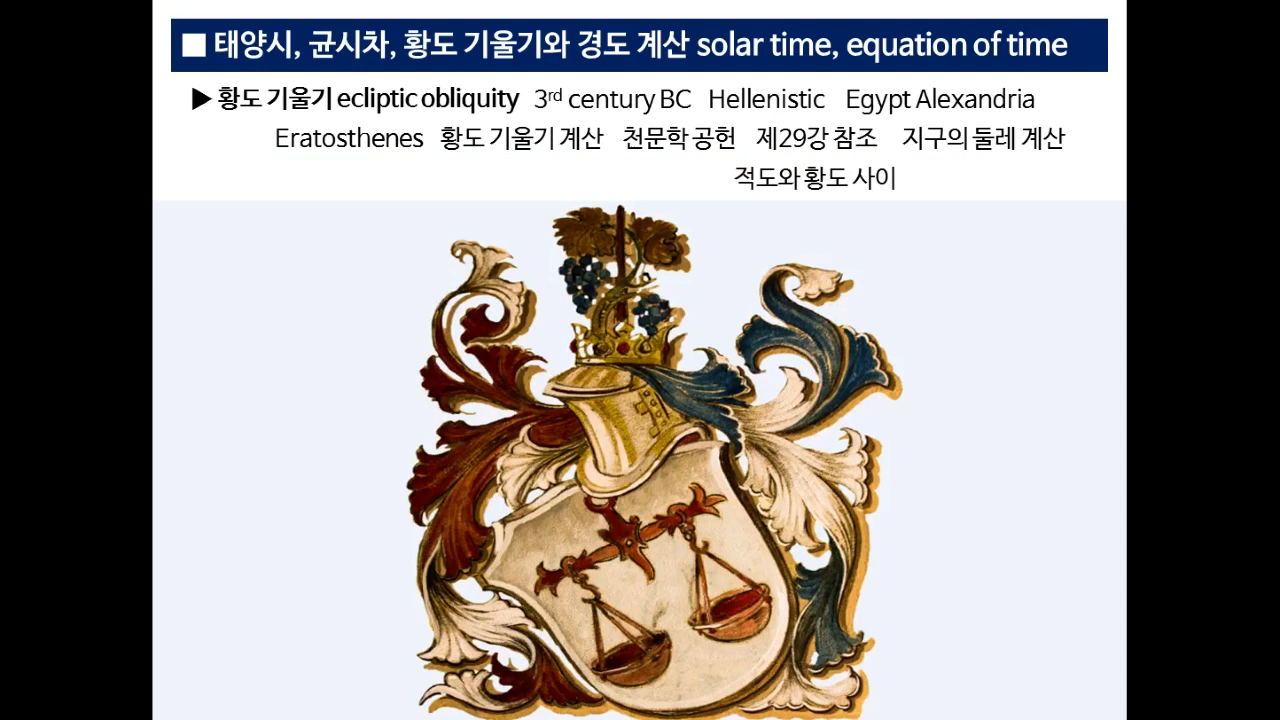 ■ 태양시, 균시차, 황도 기울기와 경도 계산 solar time, equation of time
▶ 황도 기울기 ecliptic obliquity 3rd century BC Hellenistic Egypt Alexandria
Eratosthenes 황도 기울기 계산 천문학 공헌 제29강 참조 지구의 둘레 계산
적도와 황도 사이